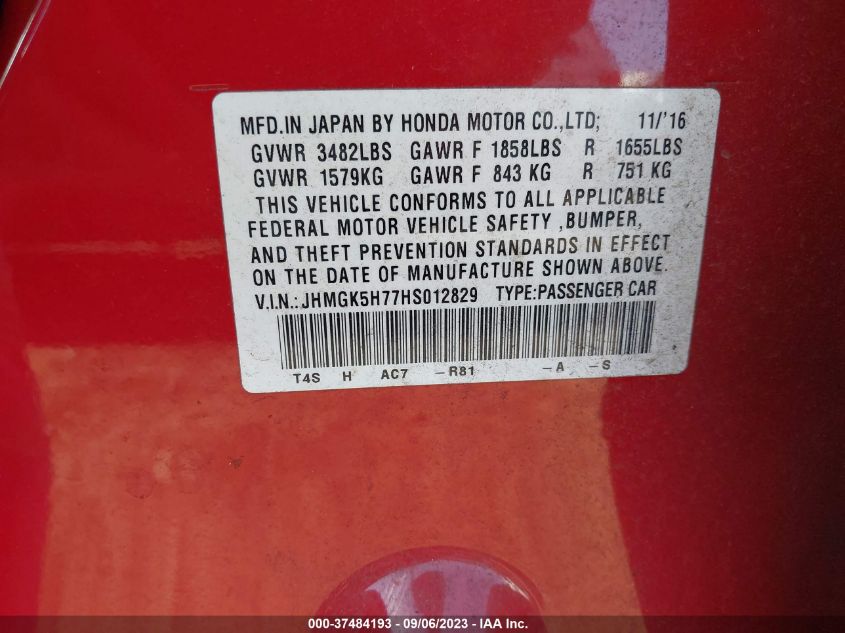 MFD.IN JAPAN BY HONDA MOTOR CO.,LTD; 11/'16
GVWR 3482LBS GAWR F 1858LBS R 1655LBS
GVWR 1579KG GAWR F 843 KG R 751 KG
THIS VEHICLE CONFORMS TO ALL APPLICABLE
FEDERAL MOTOR VEHICLE SAFETY ,BUMPER,
AND THEFT PREVENTION STANDARDS IN EFFECT
ON THE DATE OF MANUFACTURE SHOWN ABOVE.
V.I.N.:JHMGK5H77HS012829 TYPE:PASSENGER CAR
T4S H AC7 -R81 -A -S
000-37484193 - 09/06/2023 - IAA Inc.